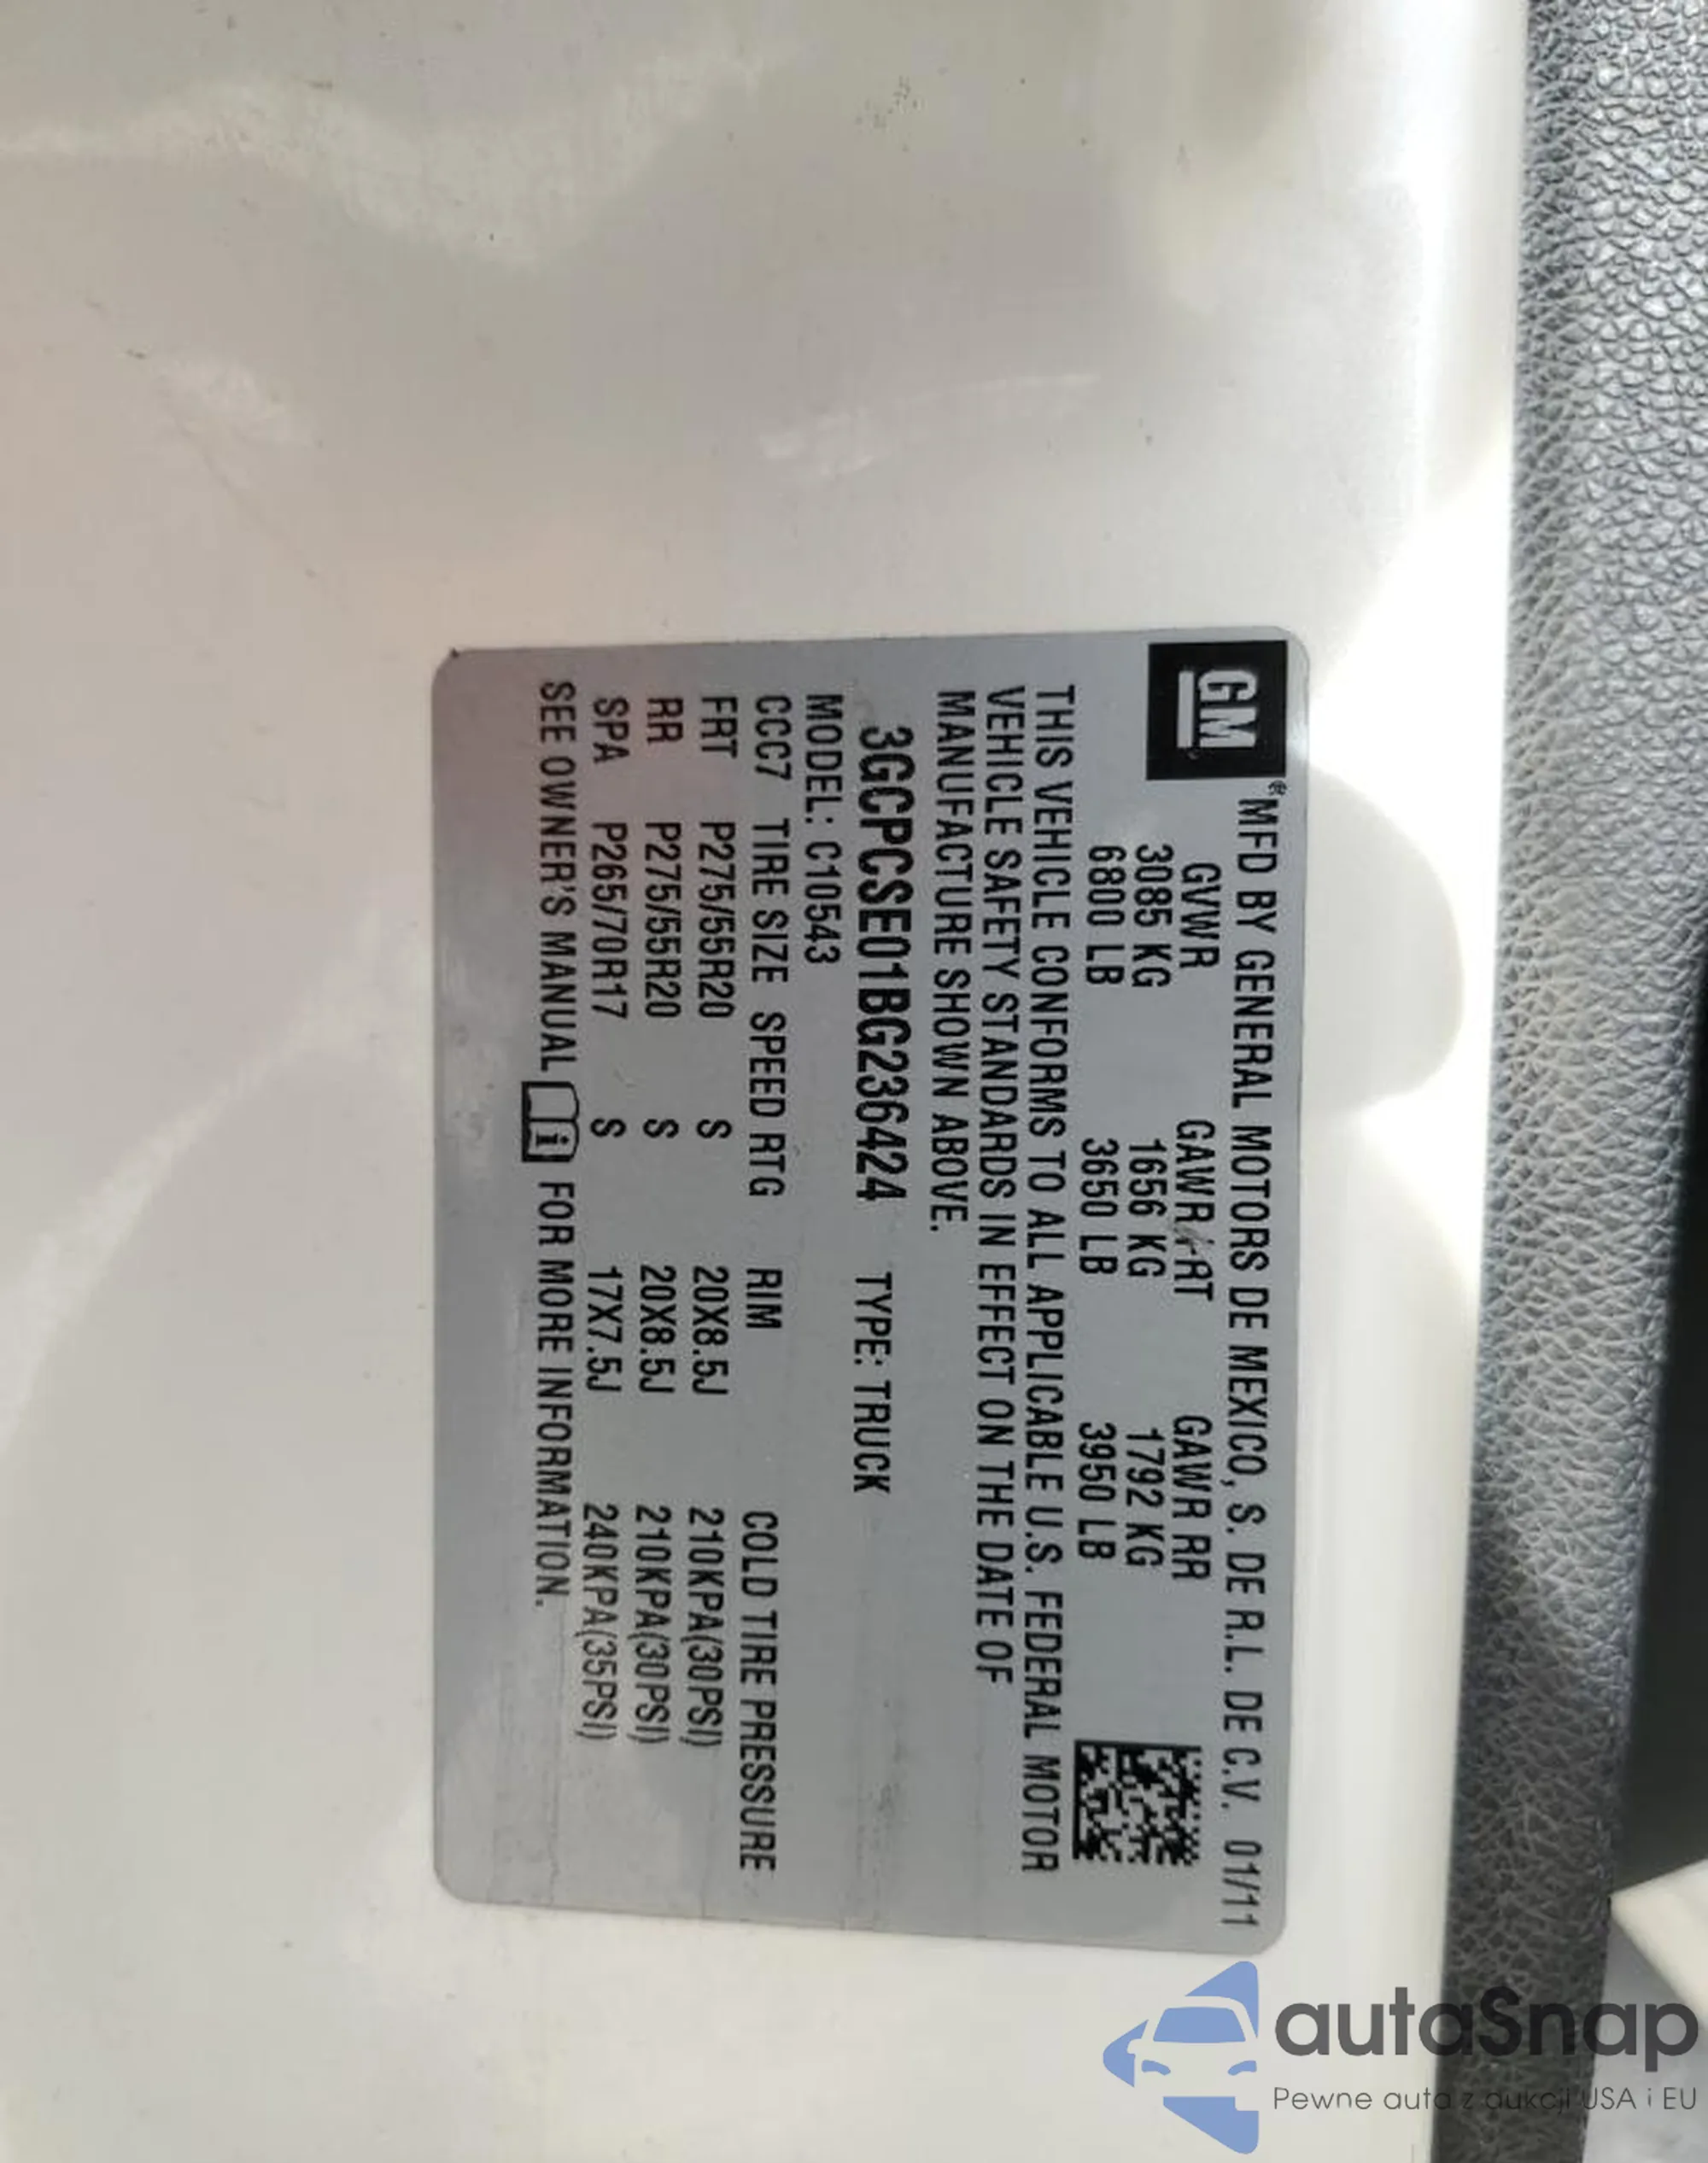 GM ® MFD BY GENERAL MOTORS DE MEXICO, S. DE R.L. DE C.V. 01/11
GVWR GAWR FRT GAWR RR
3085 KG 1656 KG 1792 KG
6800 LB 3650 LB 3950 LB
THIS VEHICLE CONFORMS TO ALL APPLICABLE U.S. FEDERAL MOTOR
VEHICLE SAFETY STANDARDS IN EFFECT ON THE DATE OF
MANUFACTURE SHOWN ABOVE.
3GCPCSE01BG236424 TYPE: TRUCK
MODEL: C10543
CCC7 TIRE SIZE SPEED RTG RIM COLD TIRE PRESSURE
FRT P275/55R20 S 20X8.5J 210KPA(30PSI)
RR P275/55R20 S 20X8.5J 210KPA(30PSI)
SPA P265/70R17 S 17X7.5J 240KPA(35PSI)
SEE OWNER'S MANUAL i FOR MORE INFORMATION.
autaSnap
Pewne auta z aukcji USA i EU